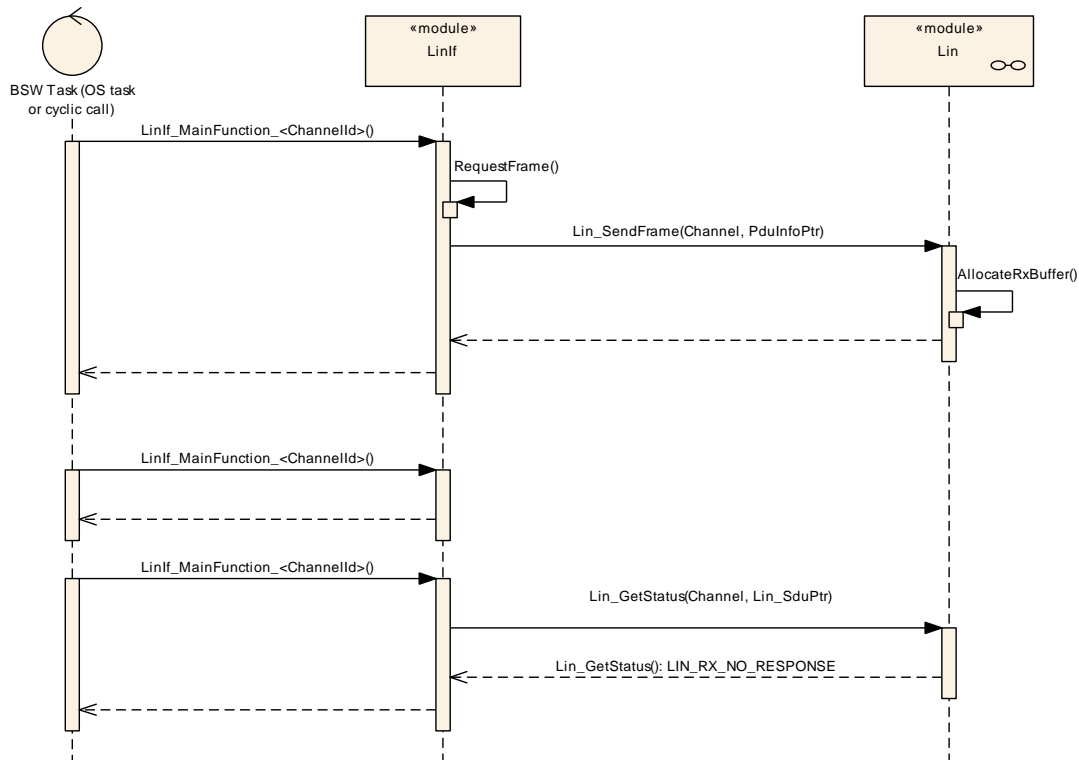 «module»
LinIf
«module»
Lin
BSW Task (OS task
or cyclic call)
LinIf_MainFunction_<ChannelId>()
RequestFrame()
Lin_SendFrame(Channel, PduInfoPtr)
AllocateRxBuffer()
LinIf_MainFunction_<ChannelId>()
LinIf_MainFunction_<ChannelId>()
Lin_GetStatus(Channel, Lin_SduPtr)
Lin_GetStatus(): LIN_RX_NO_RESPONSE